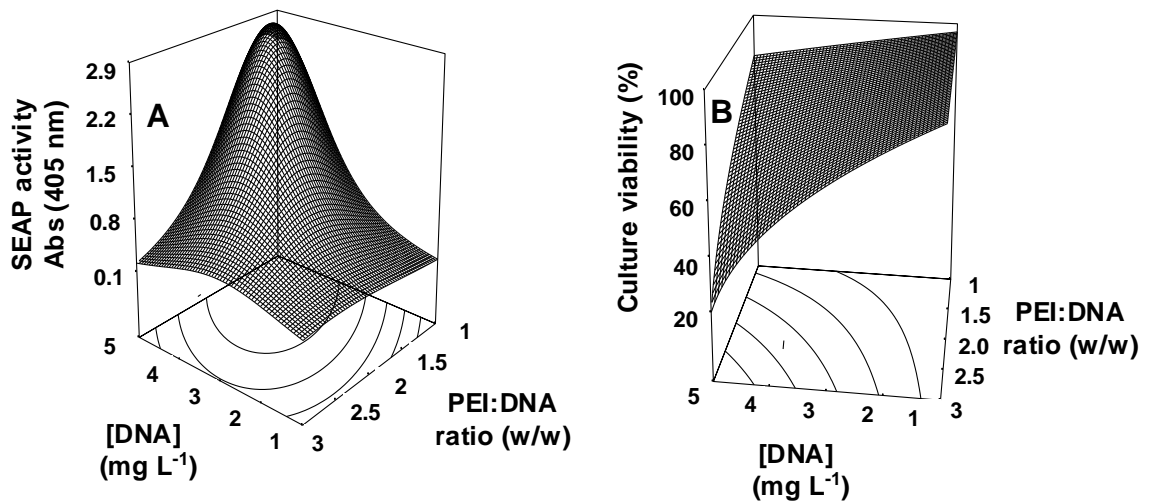 A
SEAP activity
Abs (405 nm)
2.9
2.2
1.5
0.8
0.1
5
4
3
2
1
[DNA]
(mg L-1)
3
2.5
2
1.5
1
PEI:DNA
ratio (w/w)
B
Culture viability (%)
100
80
60
40
20
5
4
3
2
1
[DNA]
(mg L-1)
3
2.5
2.0
1.5
1
PEI:DNA
ratio (w/w)